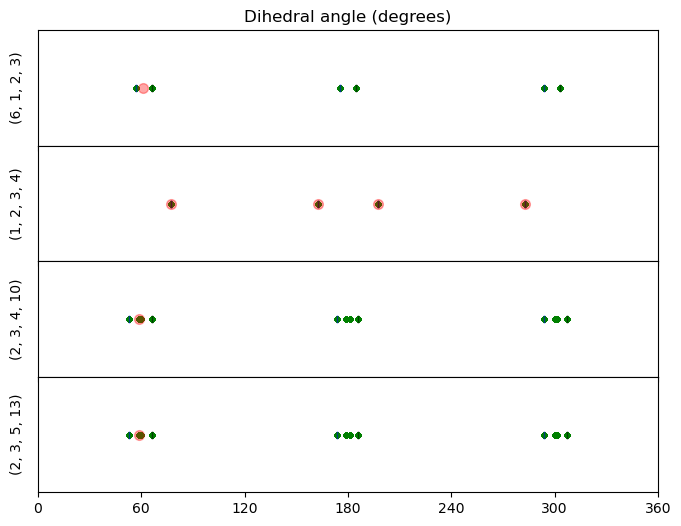 Dihedral angle (degrees)
(6, 1, 2, 3)
(1, 2, 3, 4)
(2, 3, 4, 10)
(2, 3, 5, 13)
0 60 120 180 240 300 360